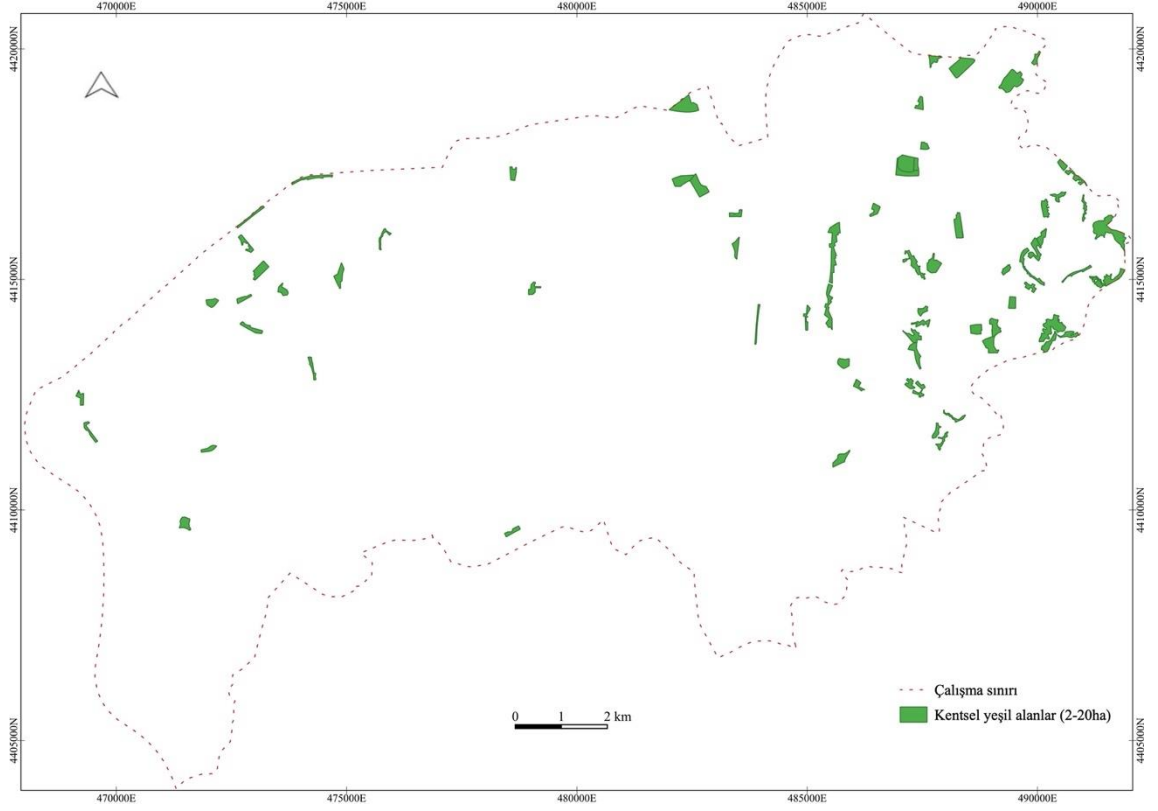 470000E 475000E 480000E 485000E 490000E
4420000N 4420000N
4415000N 4415000N
4410000N 4410000N
4405000N 4405000N
Çalışma sınırı
Kentsel yeşil alanlar (2-20ha)
0 1 2 km
470000E 475000E 480000E 485000E 490000E